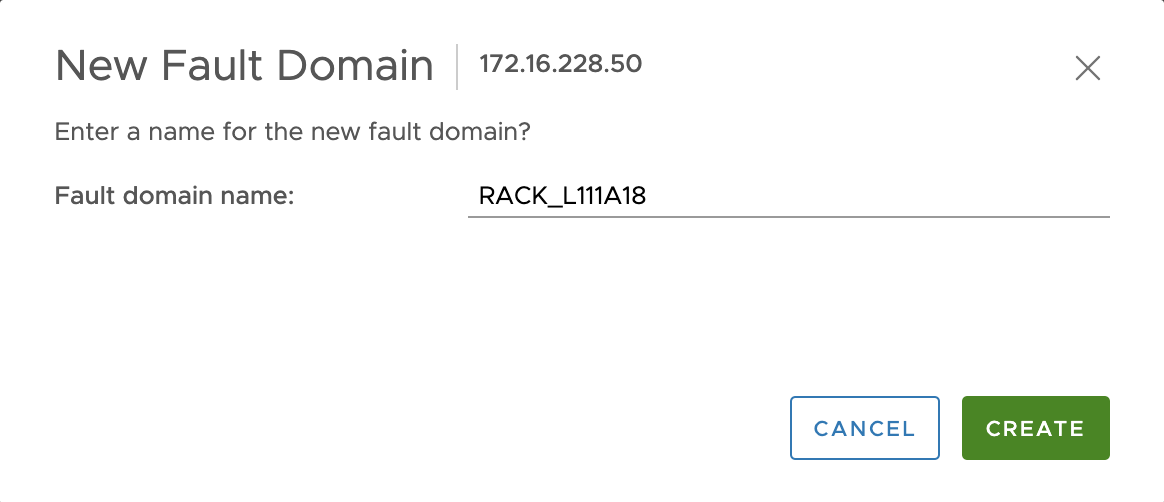 New Fault Domain 172.16.228.50
Enter a name for the new fault domain?
Fault domain name: RACK_L111A18
CANCEL CREATE